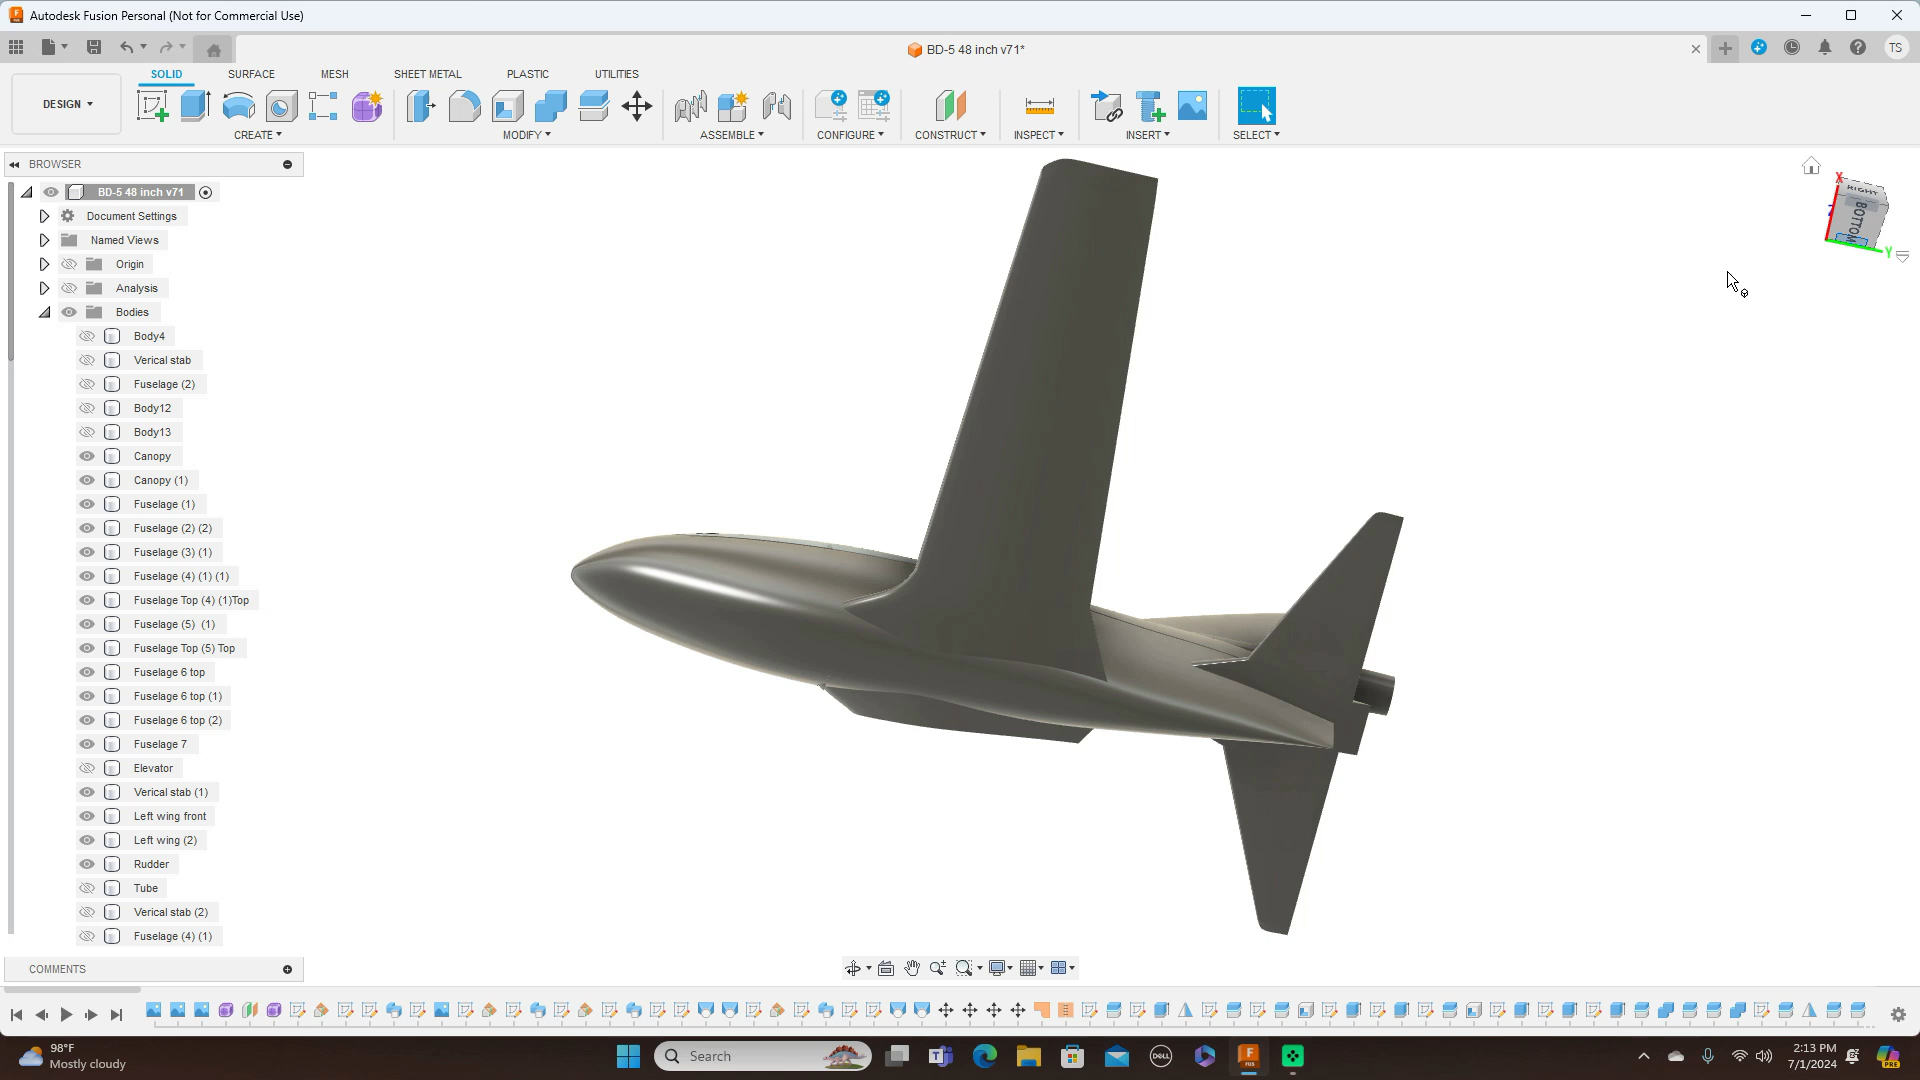 Autodesk Fusion Personal (Not for Commercial Use)
BD-5 48 inch v71*
TS
DESIGN
SOLID
SURFACE
MESH
SHEET METAL
PLASTIC
UTILITIES
CREATE
MODIFY
ASSEMBLE
CONFIGURE
CONSTRUCT
INSPECT
INSERT
SELECT
BROWSER
BD-5 48 inch v71
Document Settings
Named Views
Origin
Analysis
Bodies
Body4
Verical stab
Fuselage (2)
Body12
Body13
Canopy
Canopy (1)
Fuselage (1)
Fuselage (2) (2)
Fuselage (3) (1)
Fuselage (4) (1) (1)
Fuselage Top (4) (1)Top
Fuselage (5)  (1)
Fuselage Top (5) Top
Fuselage 6 top
Fuselage 6 top (1)
Fuselage 6 top (2)
Fuselage 7
Elevator
Verical stab (1)
Left wing front
Left wing (2)
Rudder
Tube
Verical stab (2)
Fuselage (4) (1)
X
RIGHT
Z
BOTTOM
Y
COMMENTS
98°F
Mostly cloudy
Search
DELL
F
FUS
2:13 PM
7/1/2024
PRE